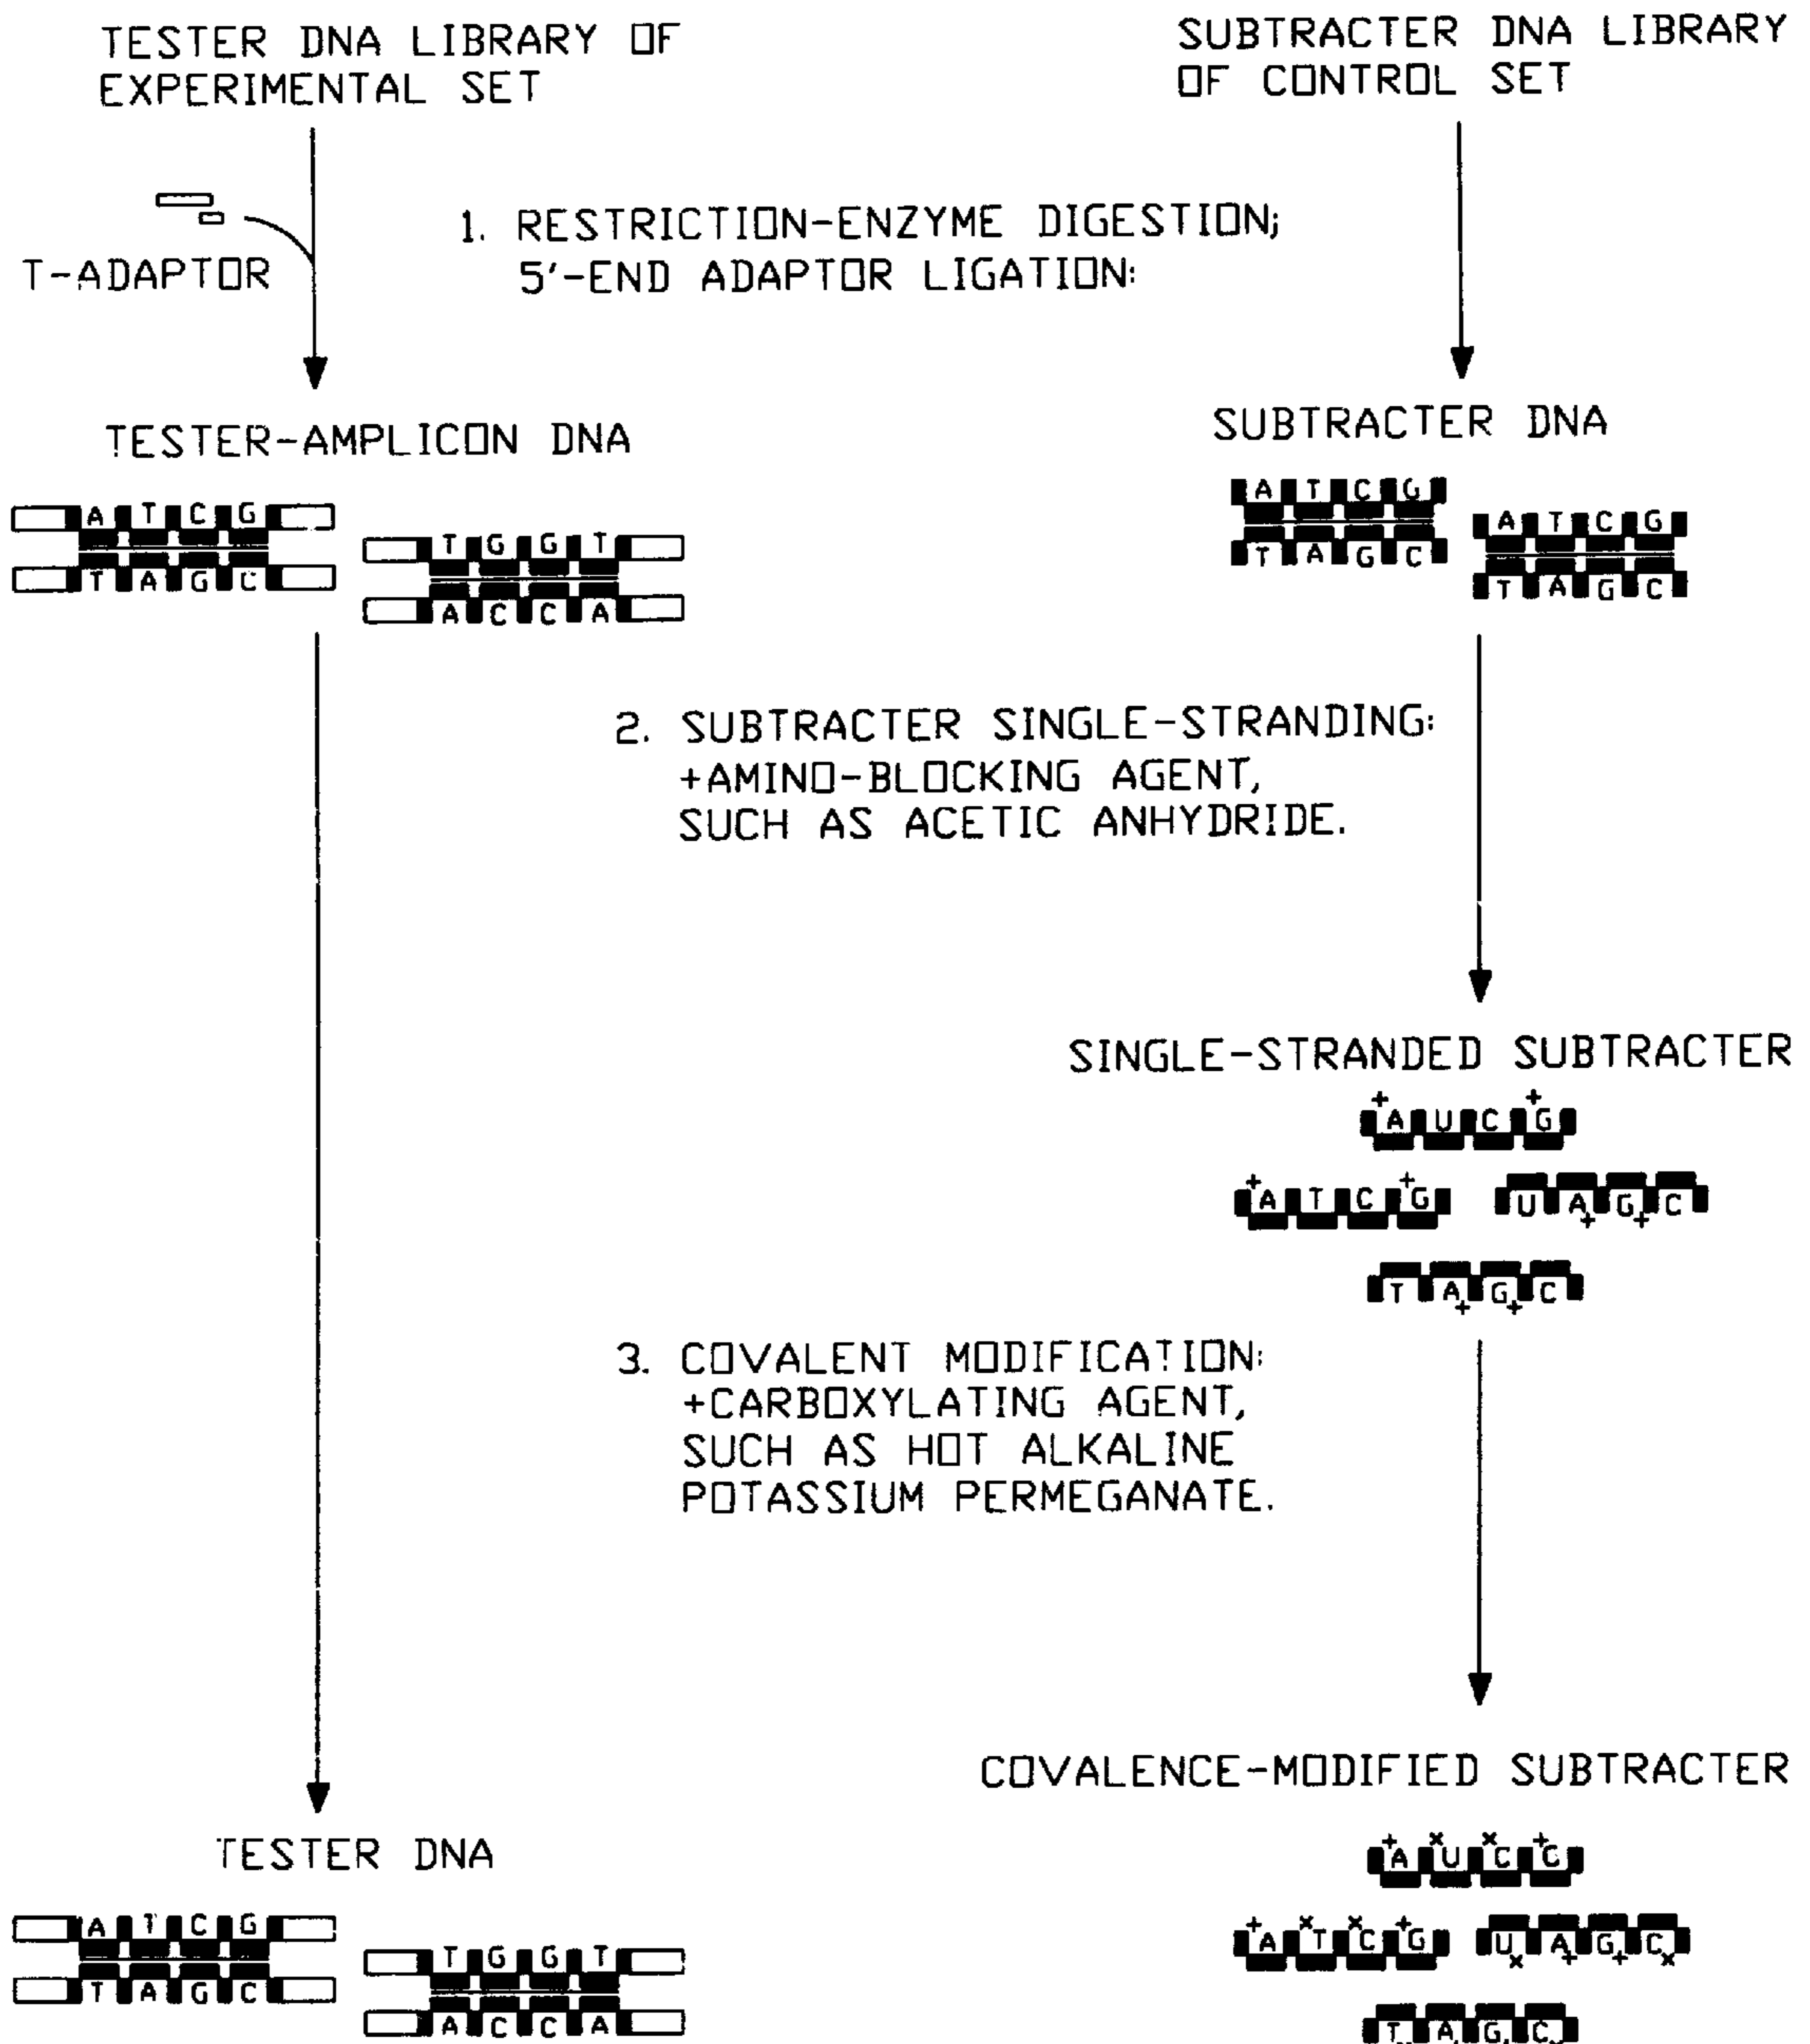 TESTER DNA LIBRARY OF
EXPERIMENTAL SET
SUBTRACTER DNA LIBRARY
OF CONTROL SET
T-ADAPTOR
1. RESTRICTION-ENZYME DIGESTION;
5'-END ADAPTOR LIGATION:
TESTER-AMPLICON DNA
A T C G
T A G C
T G G T
A C C A
SUBTRACTER DNA
A T C G
T A G C
A T C G
T A G C
2. SUBTRACTER SINGLE-STRANDING:
+AMINO-BLOCKING AGENT,
SUCH AS ACETIC ANHYDRIDE.
SINGLE-STRANDED SUBTRACTER
+ +
A U C G
+ +
A T C G
U A G C
+ +
T A G C
+ +
3. COVALENT MODIFICATION:
+CARBOXYLATING AGENT,
SUCH AS HOT ALKALINE
POTASSIUM PERMEGANATE.
COVALENCE-MODIFIED SUBTRACTER
+ x x +
A U C G
+ x x +
A T C G
U A G C
x + + x
T A G C
TESTER DNA
A T C G
T A G C
T G G T
A C C A